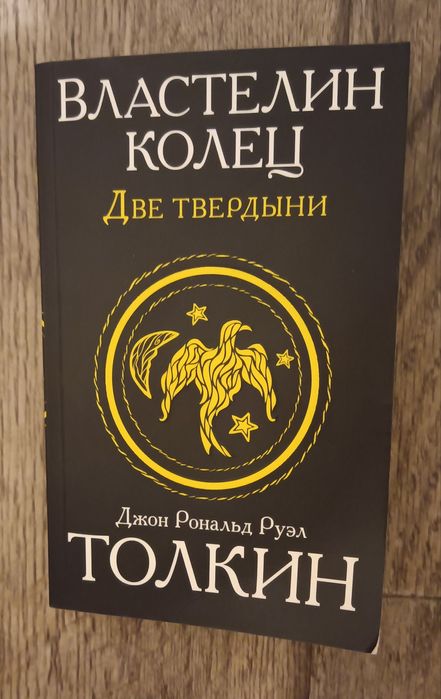 ВЛАСТЕЛИН
КОЛЕЦ
ДВЕ ТВЕРДЫНИ
Джон Рональд Руэл
ТОЛКИН